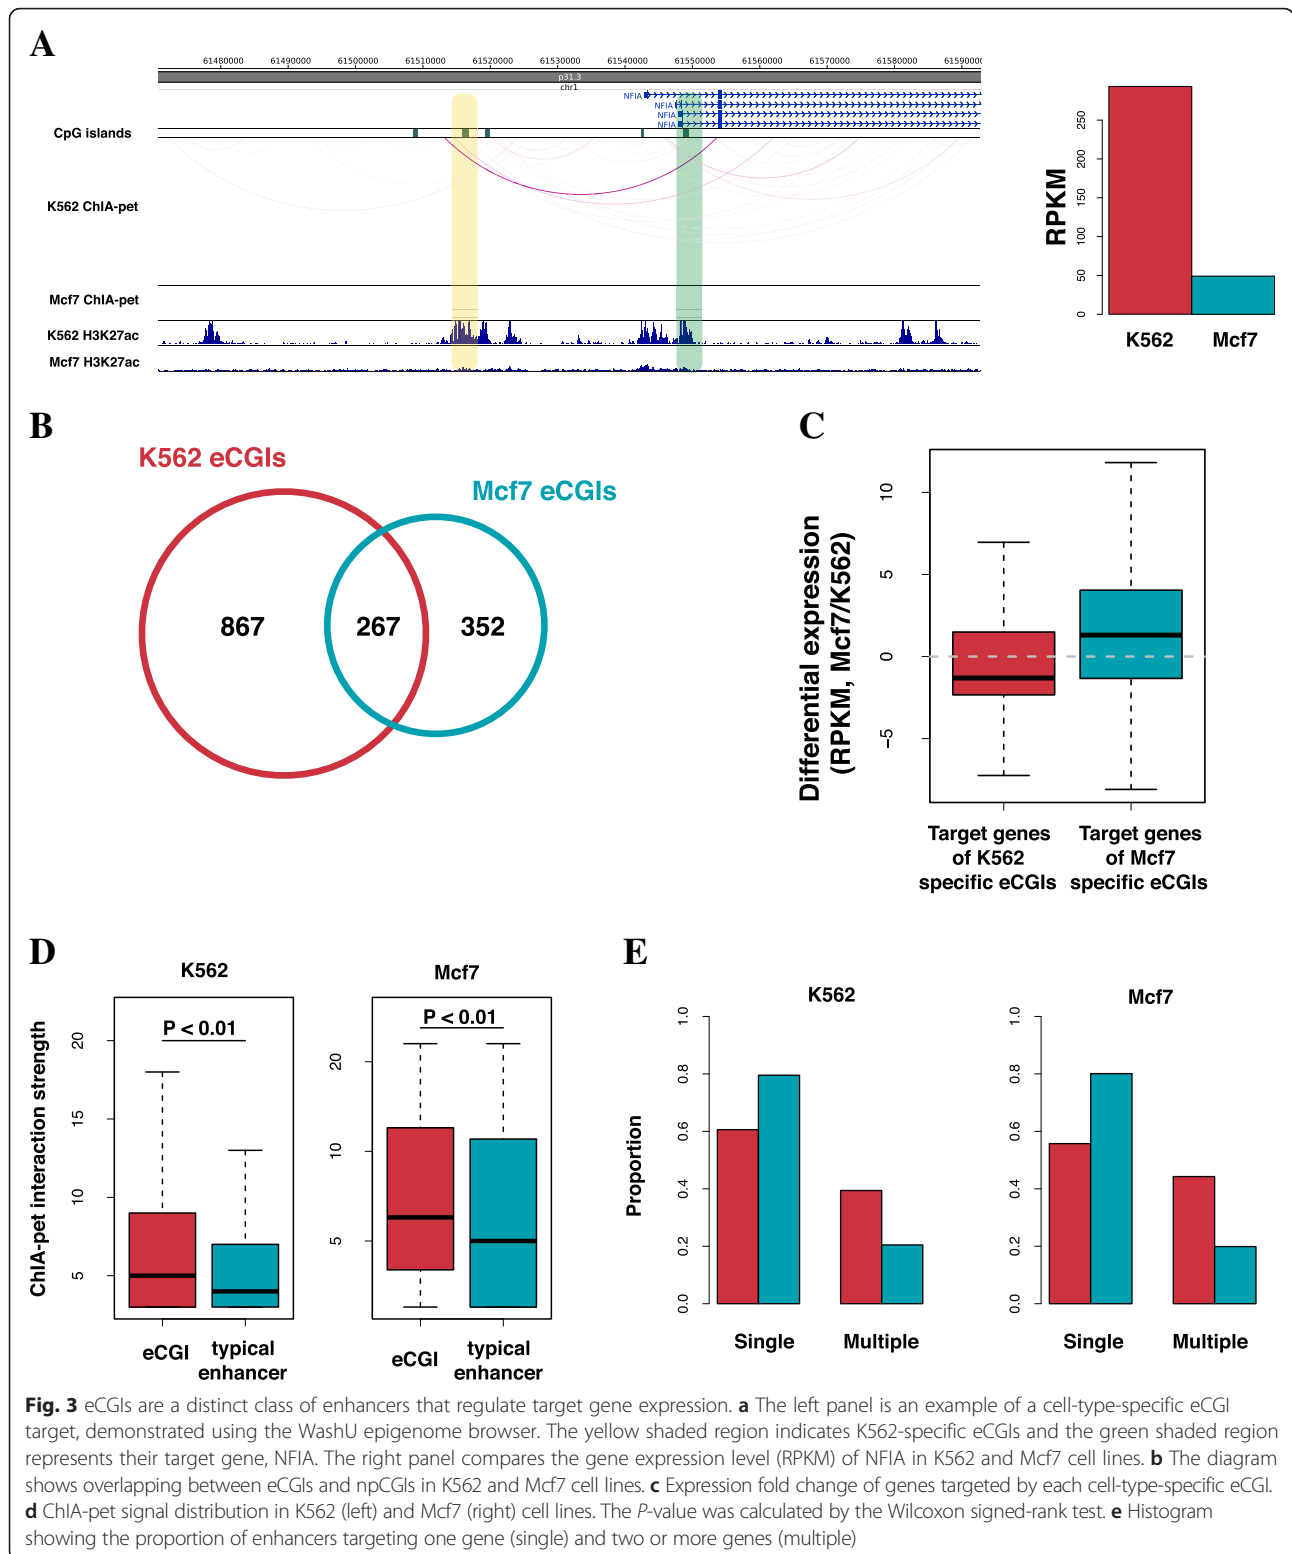 A
61480000 61490000 61500000 61510000 61520000 61530000 61540000 61550000 61560000 61570000 61580000 6159000
p31.3
chr1
NFIA
NFIA
NFIA
NFIA
CpG islands
K562 ChIA-pet
Mcf7 ChIA-pet
K562 H3K27ac
Mcf7 H3K27ac
RPKM
0 50 100 150 200 250
K562 Mcf7
B
K562 eCGIs
Mcf7 eCGIs
867 267 352
C
Differential expression
(RPKM, Mcf7/K562)
10
5
0
−5
Target genes
of K562
specific eCGIs
Target genes
of Mcf7
specific eCGIs
D
K562
Mcf7
ChIA-pet interaction strength
P < 0.01
20
15
10
5
eCGI
typical
enhancer
P < 0.01
20
10
5
eCGI
typical
enhancer
E
K562
Mcf7
Proportion
0.0 0.2 0.4 0.6 0.8 1.0
Single Multiple
0.0 0.2 0.4 0.6 0.8 1.0
Single Multiple
Fig. 3 eCGIs are a distinct class of enhancers that regulate target gene expression. a The left panel is an example of a cell-type-specific eCGI
target, demonstrated using the WashU epigenome browser. The yellow shaded region indicates K562-specific eCGIs and the green shaded region
represents their target gene, NFIA. The right panel compares the gene expression level (RPKM) of NFIA in K562 and Mcf7 cell lines. b The diagram
shows overlapping between eCGIs and npCGIs in K562 and Mcf7 cell lines. c Expression fold change of genes targeted by each cell-type-specific eCGI.
d ChIA-pet signal distribution in K562 (left) and Mcf7 (right) cell lines. The P-value was calculated by the Wilcoxon signed-rank test. e Histogram
showing the proportion of enhancers targeting one gene (single) and two or more genes (multiple)